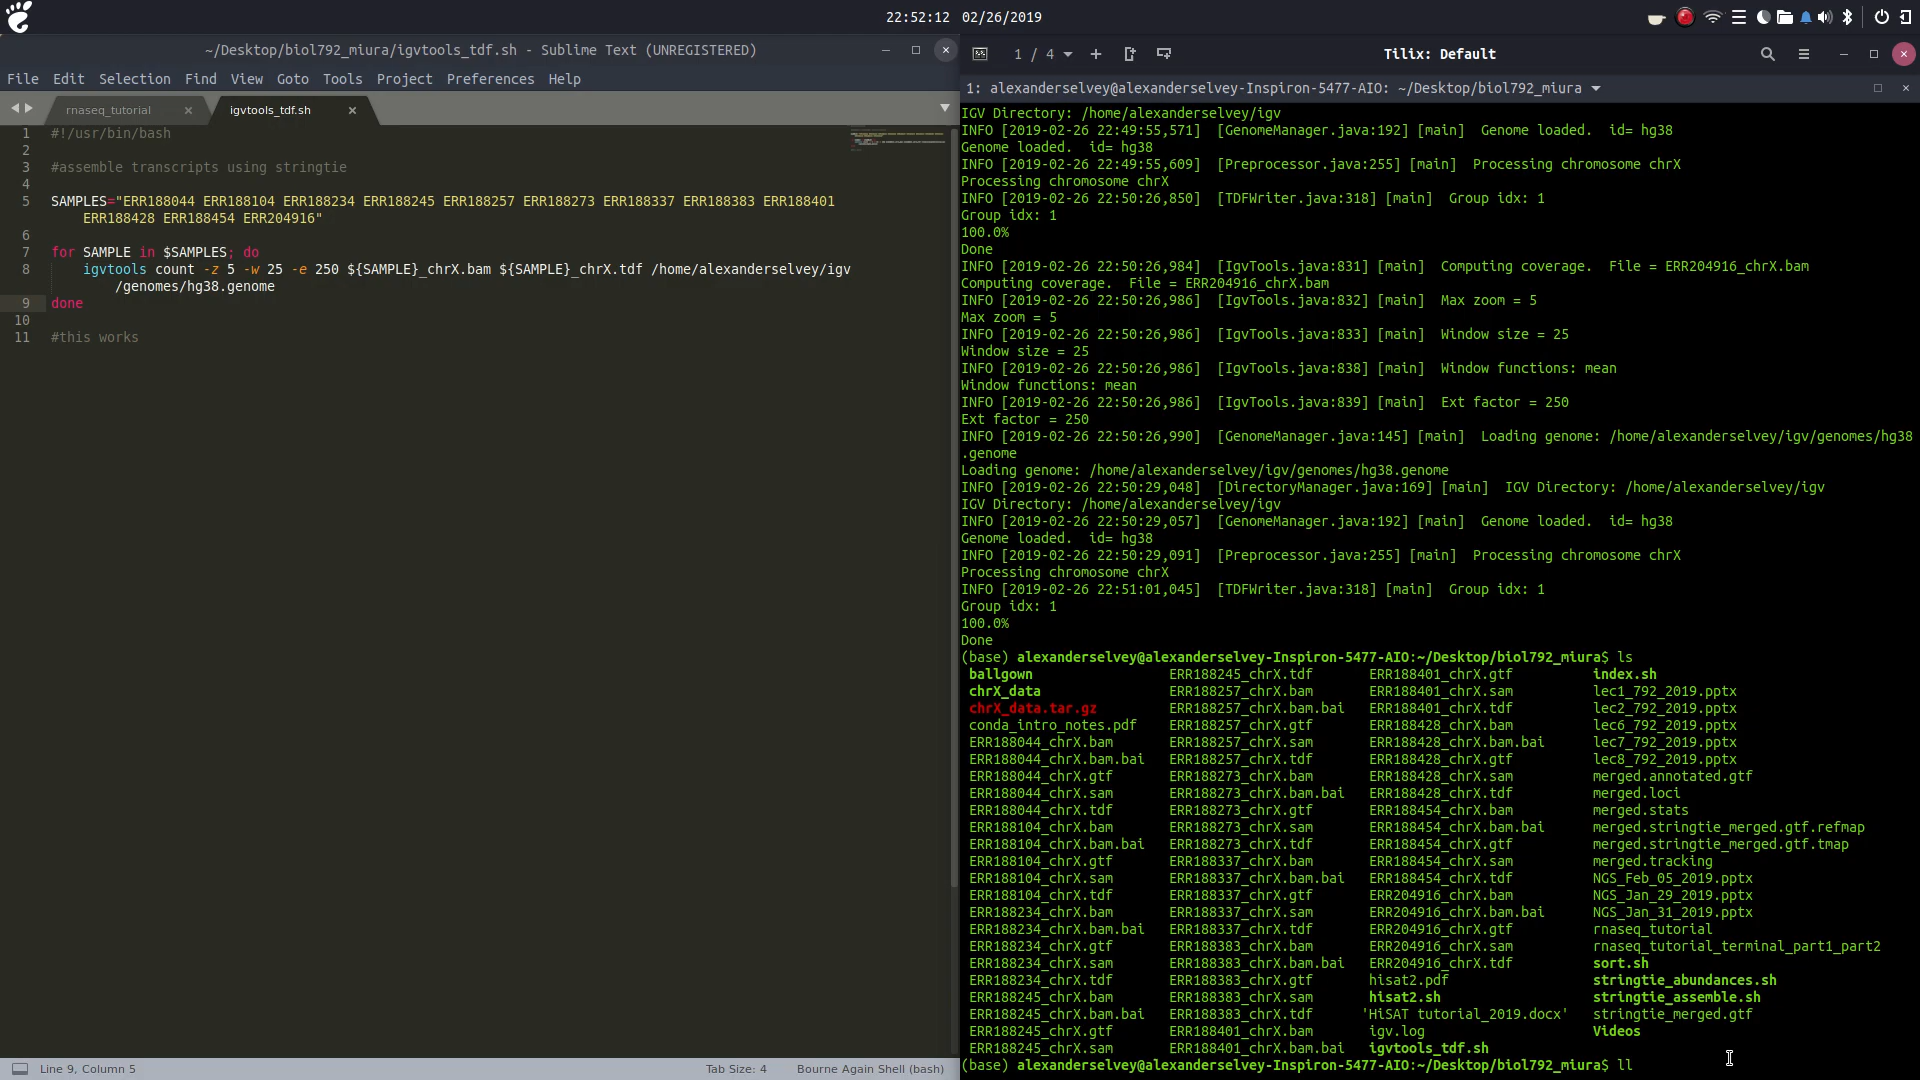 22:52:12 02/26/2019
~/Desktop/biol792_miura/igvtools_tdf.sh - Sublime Text (UNREGISTERED)
File Edit Selection Find View Goto Tools Project Preferences Help
rnaseq_tutorial igvtools_tdf.sh
1 #!/usr/bin/bash
2
3 #assemble transcripts using stringtie
4
5 SAMPLES="ERR188044 ERR188104 ERR188234 ERR188245 ERR188257 ERR188273 ERR188337 ERR188383 ERR188401
ERR188428 ERR188454 ERR204916"
6
7 for SAMPLE in $SAMPLES; do
8 igvtools count -z 5 -w 25 -e 250 ${SAMPLE}_chrX.bam ${SAMPLE}_chrX.tdf /home/alexanderselvey/igv
/genomes/hg38.genome
9 done
10
11 #this works
Line 9, Column 5 Tab Size: 4 Bourne Again Shell (bash)
1 / 4 Tilix: Default
1: alexanderselvey@alexanderselvey-Inspiron-5477-AIO: ~/Desktop/biol792_miura
IGV Directory: /home/alexanderselvey/igv
INFO [2019-02-26 22:49:55,571] [GenomeManager.java:192] [main] Genome loaded. id= hg38
Genome loaded. id= hg38
INFO [2019-02-26 22:49:55,609] [Preprocessor.java:255] [main] Processing chromosome chrX
Processing chromosome chrX
INFO [2019-02-26 22:50:26,850] [TDFWriter.java:318] [main] Group idx: 1
Group idx: 1
100.0%
Done
INFO [2019-02-26 22:50:26,984] [IgvTools.java:831] [main] Computing coverage. File = ERR204916_chrX.bam
Computing coverage. File = ERR204916_chrX.bam
INFO [2019-02-26 22:50:26,986] [IgvTools.java:832] [main] Max zoom = 5
Max zoom = 5
INFO [2019-02-26 22:50:26,986] [IgvTools.java:833] [main] Window size = 25
Window size = 25
INFO [2019-02-26 22:50:26,986] [IgvTools.java:838] [main] Window functions: mean
Window functions: mean
INFO [2019-02-26 22:50:26,986] [IgvTools.java:839] [main] Ext factor = 250
Ext factor = 250
INFO [2019-02-26 22:50:26,990] [GenomeManager.java:145] [main] Loading genome: /home/alexanderselvey/igv/genomes/hg38
.genome
Loading genome: /home/alexanderselvey/igv/genomes/hg38.genome
INFO [2019-02-26 22:50:29,048] [DirectoryManager.java:169] [main] IGV Directory: /home/alexanderselvey/igv
IGV Directory: /home/alexanderselvey/igv
INFO [2019-02-26 22:50:29,057] [GenomeManager.java:192] [main] Genome loaded. id= hg38
Genome loaded. id= hg38
INFO [2019-02-26 22:50:29,091] [Preprocessor.java:255] [main] Processing chromosome chrX
Processing chromosome chrX
INFO [2019-02-26 22:51:01,045] [TDFWriter.java:318] [main] Group idx: 1
Group idx: 1
100.0%
Done
(base) alexanderselvey@alexanderselvey-Inspiron-5477-AIO:~/Desktop/biol792_miura$ ls
ballgown ERR188245_chrX.tdf ERR188401_chrX.gtf index.sh
chrX_data ERR188257_chrX.bam ERR188401_chrX.sam lec1_792_2019.pptx
chrX_data.tar.gz ERR188257_chrX.bam.bai ERR188401_chrX.tdf lec2_792_2019.pptx
conda_intro_notes.pdf ERR188257_chrX.gtf ERR188428_chrX.bam lec6_792_2019.pptx
ERR188044_chrX.bam ERR188257_chrX.sam ERR188428_chrX.bam.bai lec7_792_2019.pptx
ERR188044_chrX.bam.bai ERR188257_chrX.tdf ERR188428_chrX.gtf lec8_792_2019.pptx
ERR188044_chrX.gtf ERR188273_chrX.bam ERR188428_chrX.sam merged.annotated.gtf
ERR188044_chrX.sam ERR188273_chrX.bam.bai ERR188428_chrX.tdf merged.loci
ERR188044_chrX.tdf ERR188273_chrX.gtf ERR188454_chrX.bam merged.stats
ERR188104_chrX.bam ERR188273_chrX.sam ERR188454_chrX.bam.bai merged.stringtie_merged.gtf.refmap
ERR188104_chrX.bam.bai ERR188273_chrX.tdf ERR188454_chrX.gtf merged.stringtie_merged.gtf.tmap
ERR188104_chrX.gtf ERR188337_chrX.bam ERR188454_chrX.sam merged.tracking
ERR188104_chrX.sam ERR188337_chrX.bam.bai ERR188454_chrX.tdf NGS_Feb_05_2019.pptx
ERR188104_chrX.tdf ERR188337_chrX.gtf ERR204916_chrX.bam NGS_Jan_29_2019.pptx
ERR188234_chrX.bam ERR188337_chrX.sam ERR204916_chrX.bam.bai NGS_Jan_31_2019.pptx
ERR188234_chrX.bam.bai ERR188337_chrX.tdf ERR204916_chrX.gtf rnaseq_tutorial
ERR188234_chrX.gtf ERR188383_chrX.bam ERR204916_chrX.sam rnaseq_tutorial_terminal_part1_part2
ERR188234_chrX.sam ERR188383_chrX.bam.bai ERR204916_chrX.tdf sort.sh
ERR188234_chrX.tdf ERR188383_chrX.gtf hisat2.pdf stringtie_abundances.sh
ERR188245_chrX.bam ERR188383_chrX.sam hisat2.sh stringtie_assemble.sh
ERR188245_chrX.bam.bai ERR188383_chrX.tdf 'HiSAT tutorial_2019.docx' stringtie_merged.gtf
ERR188245_chrX.gtf ERR188401_chrX.bam igv.log Videos
ERR188245_chrX.sam ERR188401_chrX.bam.bai igvtools_tdf.sh
(base) alexanderselvey@alexanderselvey-Inspiron-5477-AIO:~/Desktop/biol792_miura$ ll